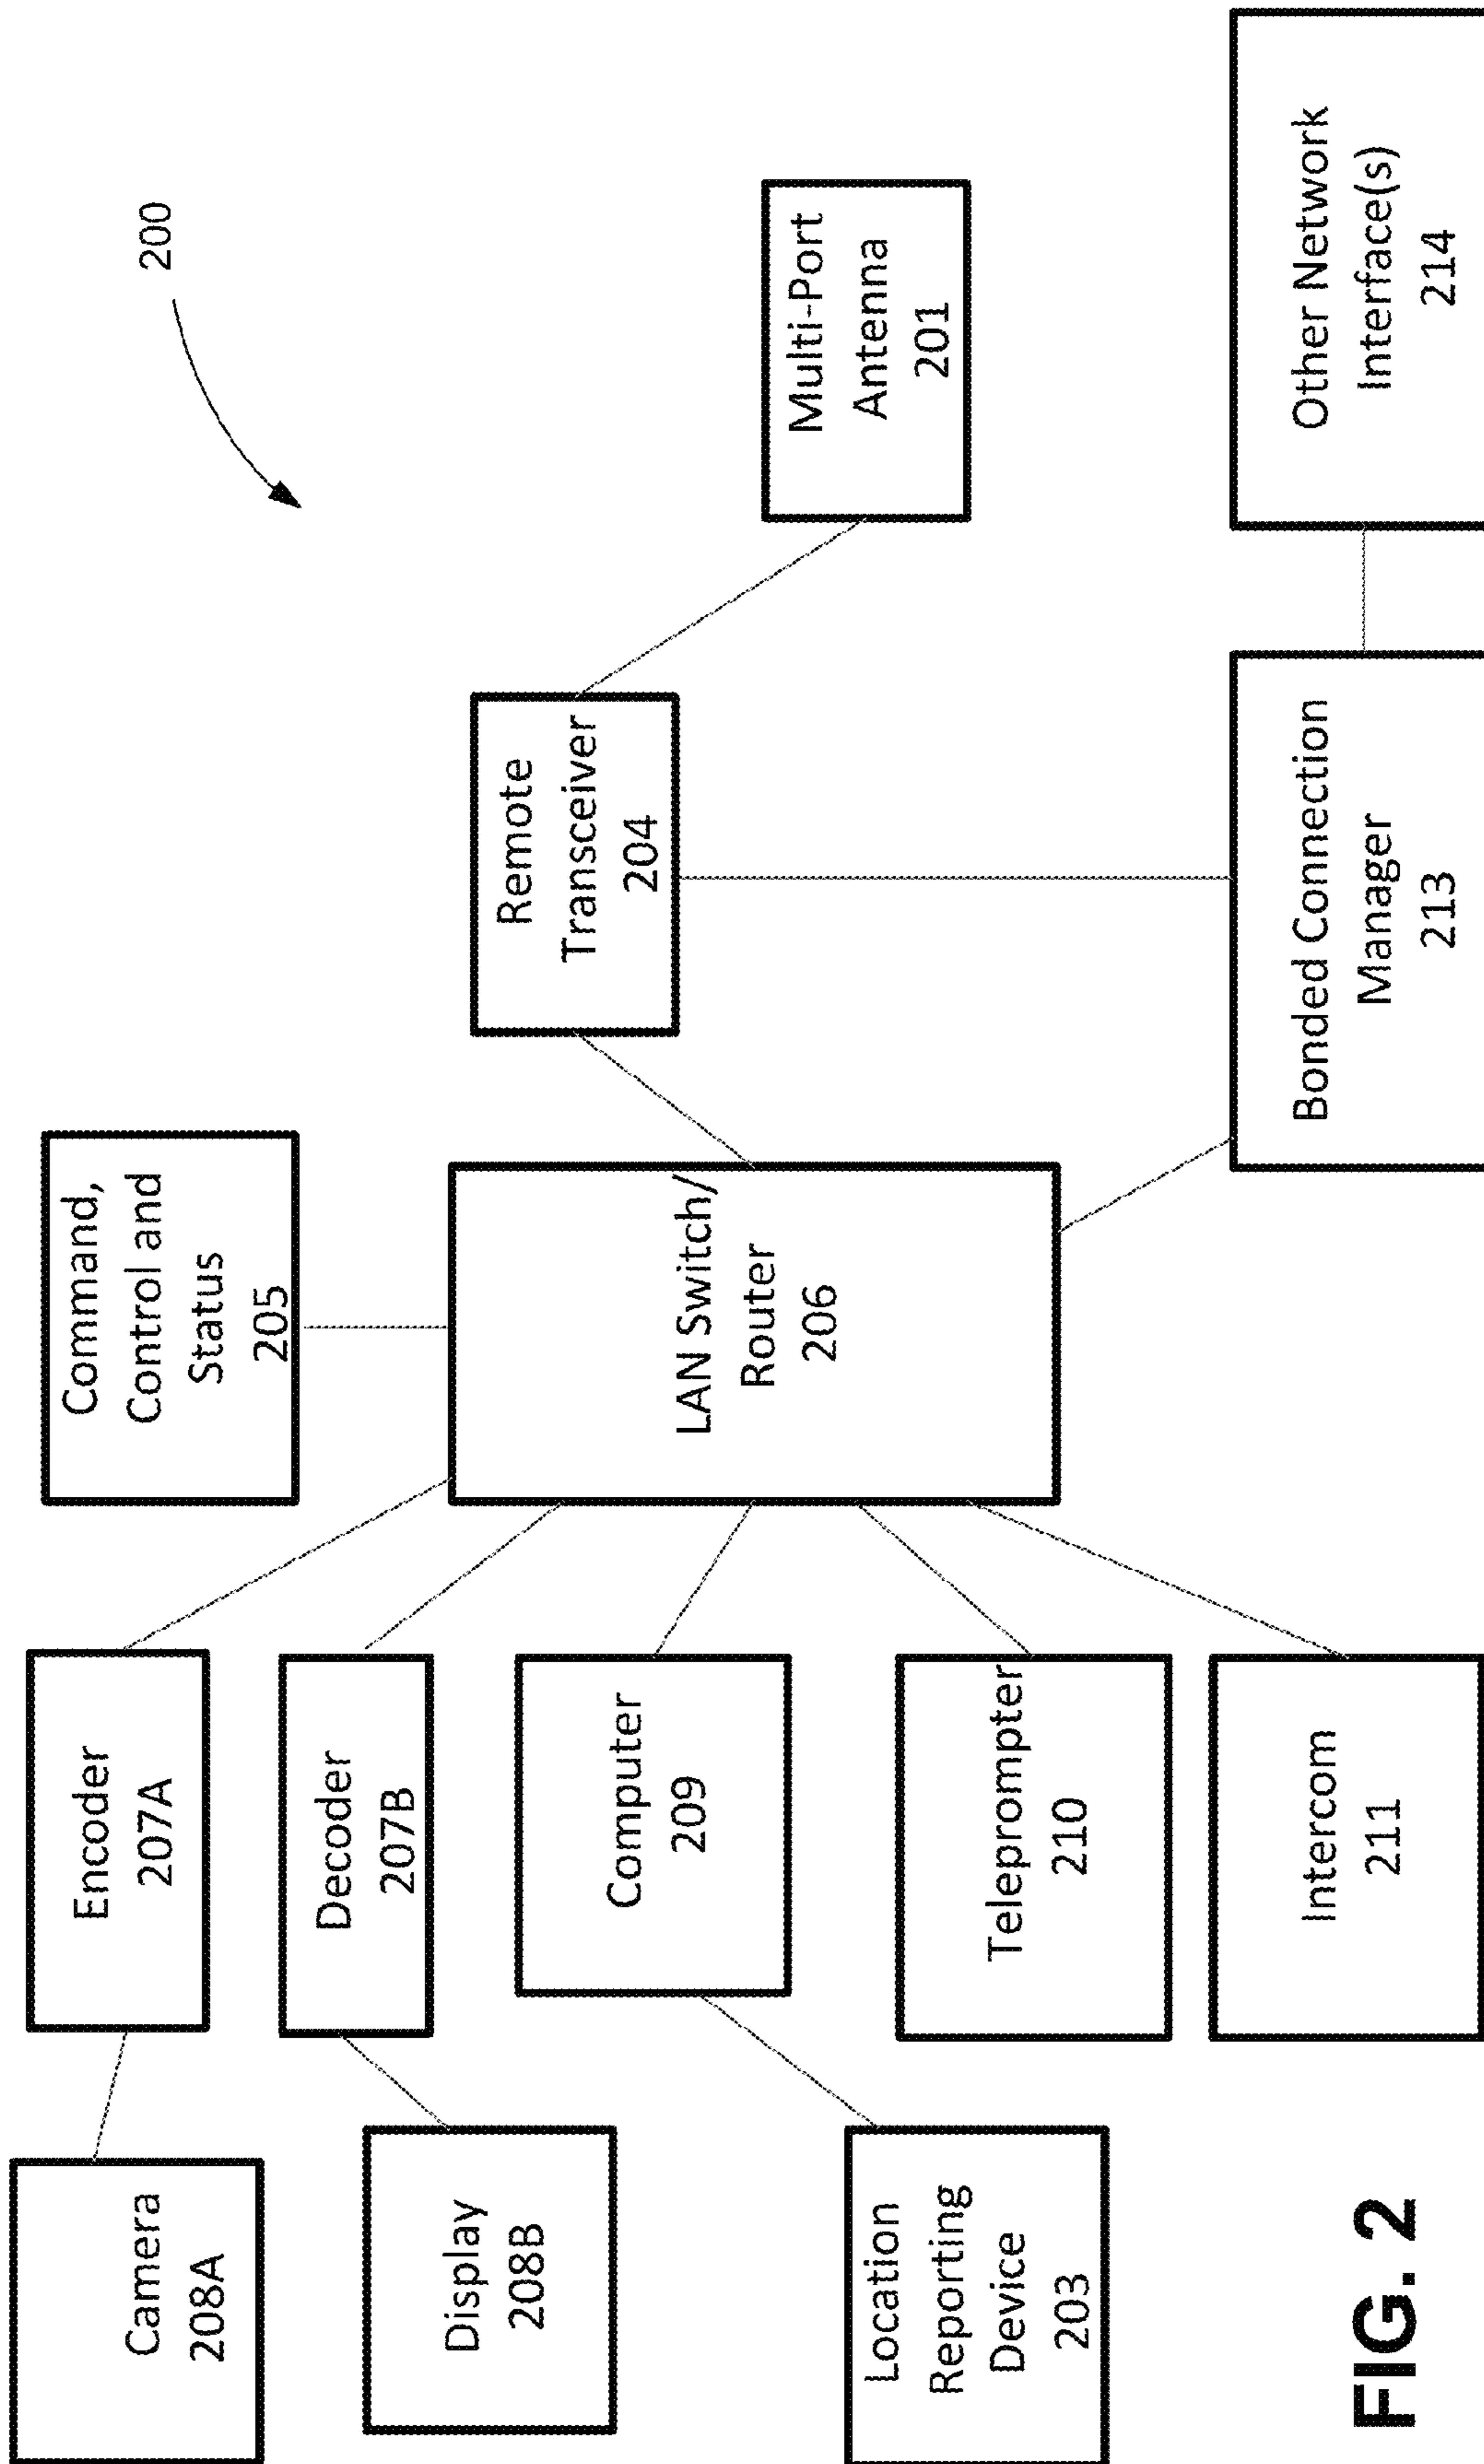 200
Camera
208A
Encoder
207A
Command,
Control and
Status
205
Display
208B
Decoder
207B
Remote
Transceiver
204
Computer
209
LAN Switch/
Router
206
Multi-Port
Antenna
201
Location
Reporting
Device
203
Teleprompter
210
Intercom
211
Bonded Connection
Manager
213
Other Network
Interface(s)
214
FIG. 2